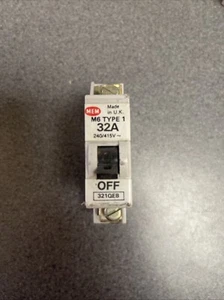 MEM
Made
in U.K.
M6 TYPE 1
32A
240/415V ~
OFF
321GEB